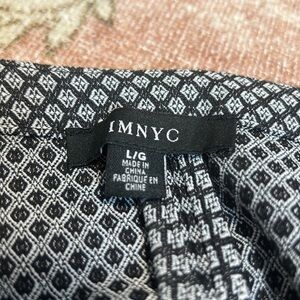 IMNYC
L/G
MADE IN
CHINA
FABRIQUÉ EN
CHINE